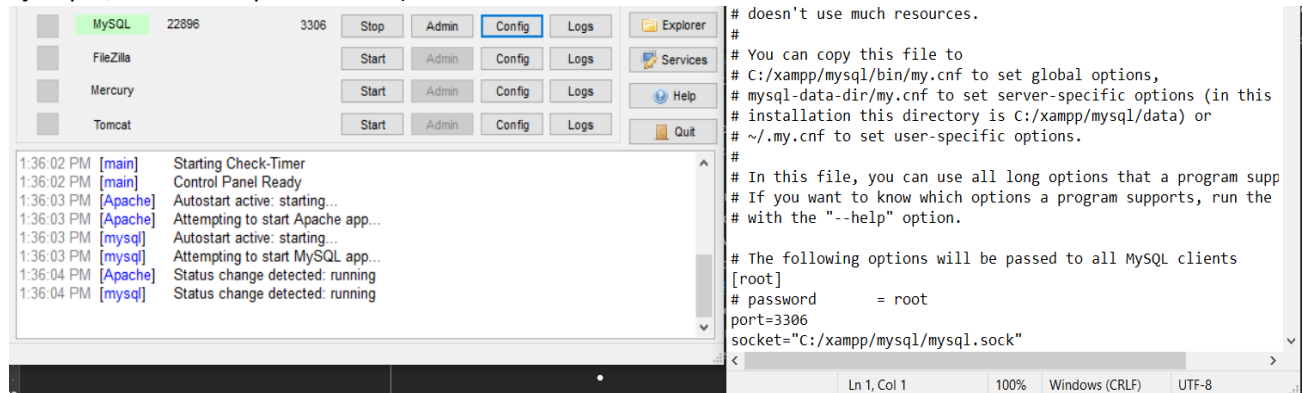 MySQL 22896 3306 Stop Admin Config Logs Explorer
FileZilla Start Admin Config Logs Services
Mercury Start Admin Config Logs Help
Tomcat Start Admin Config Logs Quit
1:36:02 PM [main] Starting Check-Timer
1:36:02 PM [main] Control Panel Ready
1:36:03 PM [Apache] Autostart active: starting...
1:36:03 PM [Apache] Attempting to start Apache app...
1:36:03 PM [mysql] Autostart active: starting...
1:36:03 PM [mysql] Attempting to start MySQL app...
1:36:04 PM [Apache] Status change detected: running
1:36:04 PM [mysql] Status change detected: running
# doesn't use much resources.
#
# You can copy this file to
# C:/xampp/mysql/bin/my.cnf to set global options,
# mysql-data-dir/my.cnf to set server-specific options (in this
# installation this directory is C:/xampp/mysql/data) or
# ~/.my.cnf to set user-specific options.
#
# In this file, you can use all long options that a program supp
# If you want to know which options a program supports, run the
# with the "--help" option.
# The following options will be passed to all MySQL clients
[root]
# password = root
port=3306
socket="C:/xampp/mysql/mysql.sock"
Ln 1, Col 1 100% Windows (CRLF) UTF-8